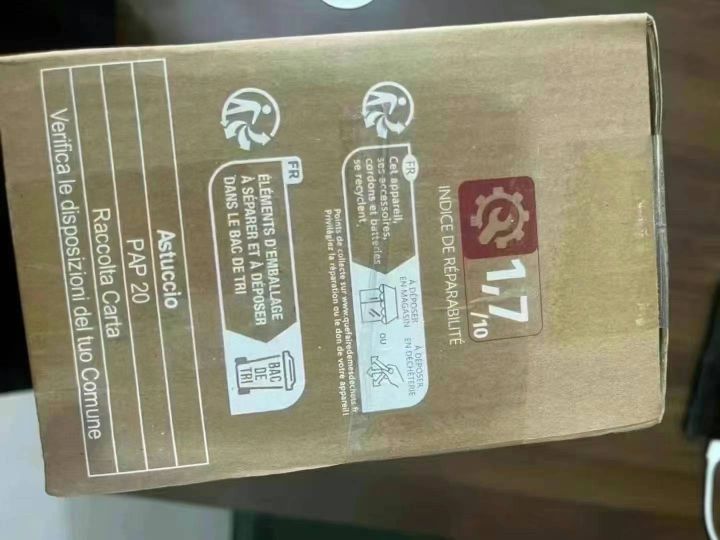 1,7
/10
INDICE DE RÉPARABILITÉ
FR
Cet appareil,
ses accessoires,
cordons et batteries
se recyclent
À DÉPOSER
EN MAGASIN
OU
À DÉPOSER
EN DÉCHÈTERIE
Points de collecte sur www.quefairedemesdechets.fr
Privilégiez la réparation ou le don de votre appareil !
FR
ÉLÉMENTS D'EMBALLAGE
À SÉPARER ET À DÉPOSER
DANS LE BAC DE TRI
BAC
DE
TRI
Astuccio
PAP 20
Raccolta Carta
Verifica le disposizioni del tuo Comune